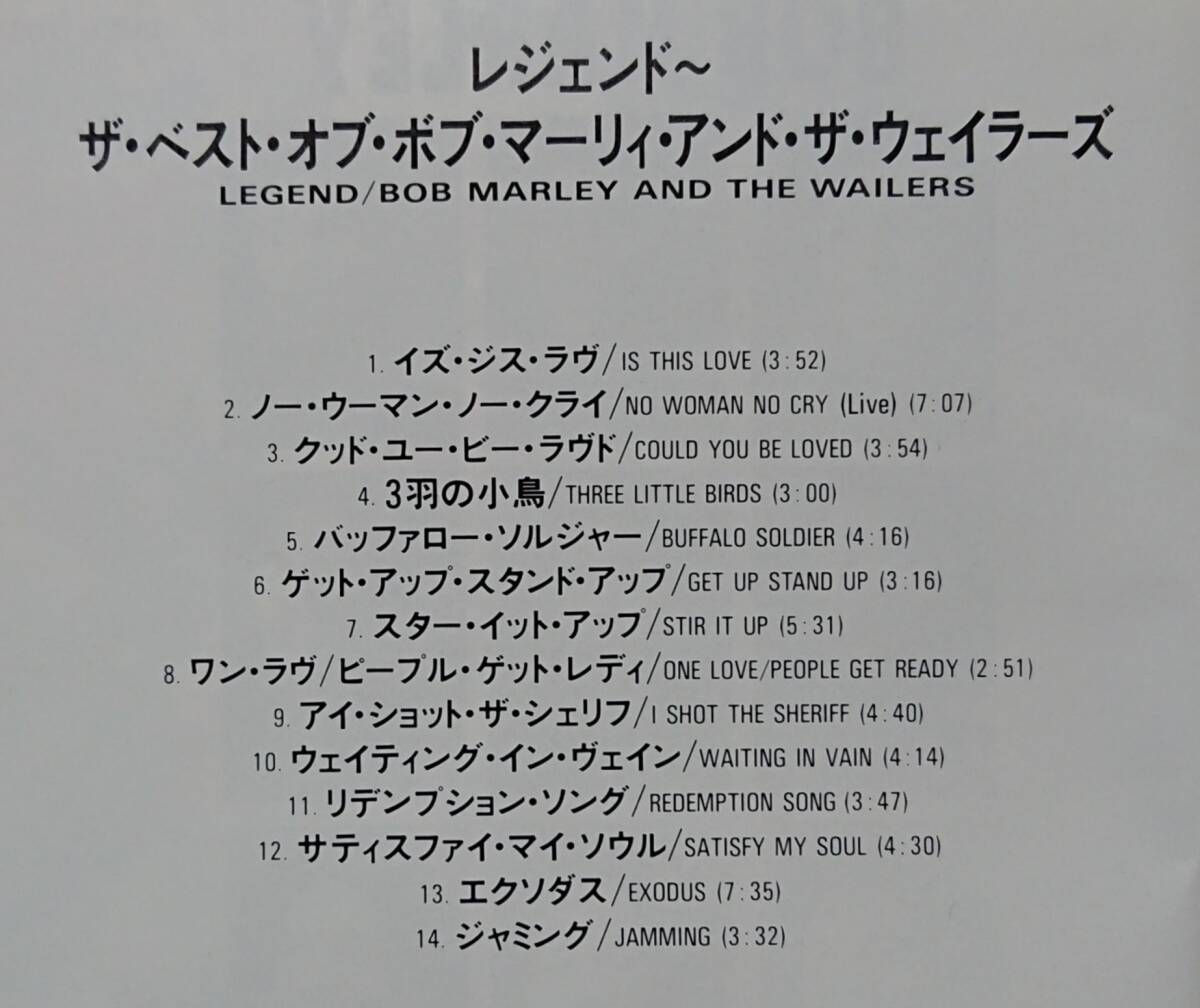 レジェンド〜
ザ・ベスト・オブ・ボブ・マーリィ・アンド・ザ・ウェイラーズ
LEGEND/BOB MARLEY AND THE WAILERS
1. イズ・ジス・ラヴ/IS THIS LOVE (3:52)
2. ノー・ウーマン・ノー・クライ/NO WOMAN NO CRY (Live) (7:07)
3. クッド・ユー・ビー・ラヴド/COULD YOU BE LOVED (3:54)
4. 3羽の小鳥/THREE LITTLE BIRDS (3:00)
5. バッファロー・ソルジャー/BUFFALO SOLDIER (4:16)
6. ゲット・アップ・スタンド・アップ/GET UP STAND UP (3:16)
7. スター・イット・アップ/STIR IT UP (5:31)
8. ワン・ラヴ/ピープル・ゲット・レディ/ONE LOVE/PEOPLE GET READY (2:51)
9. アイ・ショット・ザ・シェリフ/I SHOT THE SHERIFF (4:40)
10. ウェイティング・イン・ヴェイン/WAITING IN VAIN (4:14)
11. リデンプション・ソング/REDEMPTION SONG (3:47)
12. サティスファイ・マイ・ソウル/SATISFY MY SOUL (4:30)
13. エクソダス/EXODUS (7:35)
14. ジャミング/JAMMING (3:32)